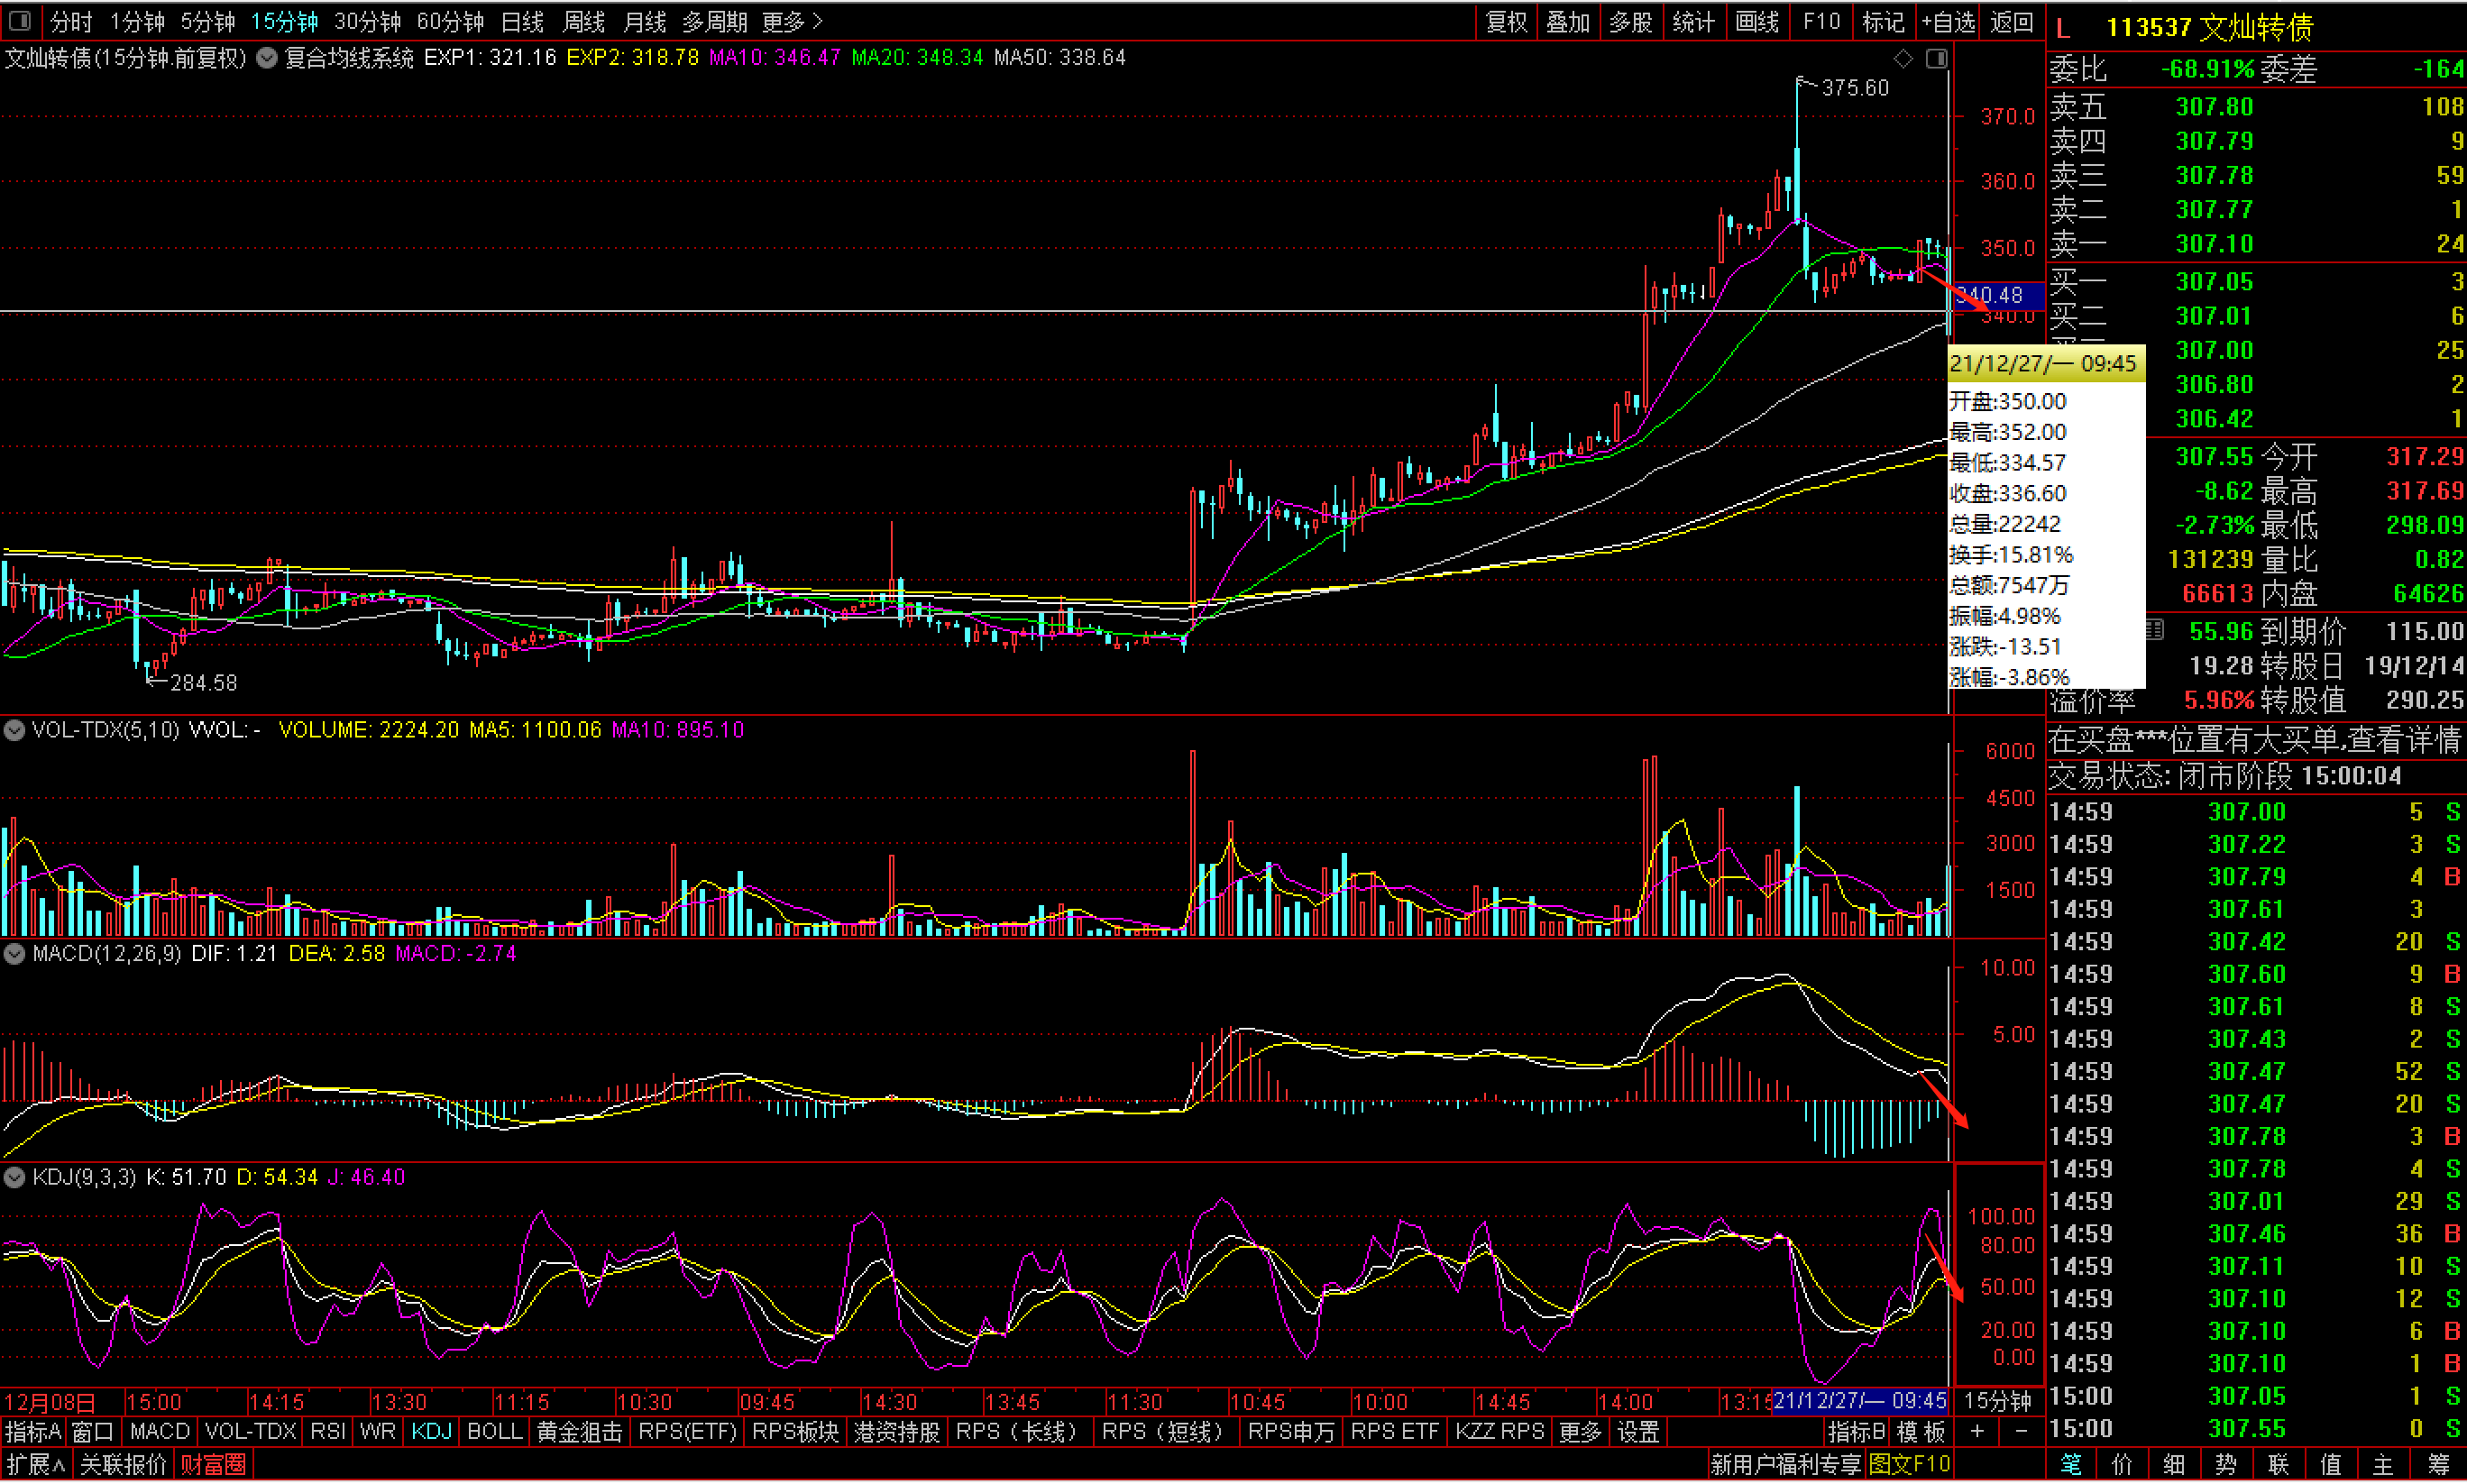 分时 1分钟 5分钟 15分钟 30分钟 60分钟 日线 周线 月线 多周期 更多 >
复权 叠加 多股 统计 画线 F10 标记 +自选 返回
L 113537 文灿转债
文灿转债(15分钟.前复权) 复合均线系统 EXP1: 321.16 EXP2: 318.78 MA10: 346.47 MA20: 348.34 MA50: 338.64
375.60
370.0
360.0
350.0
340.48
340.0
284.58
21/12/27/一 09:45
开盘:350.00
最高:352.00
最低:334.57
收盘:336.60
总量:22242
换手:15.81%
总额:7547万
振幅:4.98%
涨跌:-13.51
涨幅:-3.86%
委比 -68.91% 委差 -164
卖五 307.80 108
卖四 307.79 9
卖三 307.78 59
卖二 307.77 1
卖一 307.10 24
买一 307.05 3
买二 307.01 6
307.00 25
306.80 2
306.42 1
307.55 今开 317.29
-8.62 最高 317.69
-2.73% 最低 298.09
131239 量比 0.82
66613 内盘 64626
55.96 到期价 115.00
19.28 转股日 19/12/14
溢价率 5.96% 转股值 290.25
在买盘***位置有大买单,查看详情
交易状态: 闭市阶段 15:00:04
14:59 307.00 5 S
14:59 307.22 3 S
14:59 307.79 4 B
14:59 307.61 3
14:59 307.42 20 S
14:59 307.60 9 B
14:59 307.61 8 S
14:59 307.43 2 S
14:59 307.47 52 S
14:59 307.47 20 S
14:59 307.78 3 B
14:59 307.78 4 S
14:59 307.01 29 S
14:59 307.46 36 B
14:59 307.11 10 S
14:59 307.10 12 S
14:59 307.10 6 B
14:59 307.10 1 B
15:00 307.05 1 S
15:00 307.55 0 S
VOL-TDX(5,10) VVOL: - VOLUME: 2224.20 MA5: 1100.06 MA10: 895.10
6000
4500
3000
1500
MACD(12,26,9) DIF: 1.21 DEA: 2.58 MACD: -2.74
10.00
5.00
KDJ(9,3,3) K: 51.70 D: 54.34 J: 46.40
100.00
80.00
50.00
20.00
0.00
12月08日 15:00 14:15 13:30 11:15 10:30 09:45 14:30 13:45 11:30 10:45 10:00 14:45 14:00 13:15 21/12/27/一 09:45 15分钟
指标A 窗口 MACD VOL-TDX RSI WR KDJ BOLL 黄金狙击 RPS(ETF) RPS板块 港资持股 RPS（长线） RPS（短线） RPS申万 RPS ETF KZZ RPS 更多 设置 指标B 模板 + -
扩展∧ 关联报价 财富圈 新用户福利专享 图文F10
笔 价 细 势 联 值 主 筹